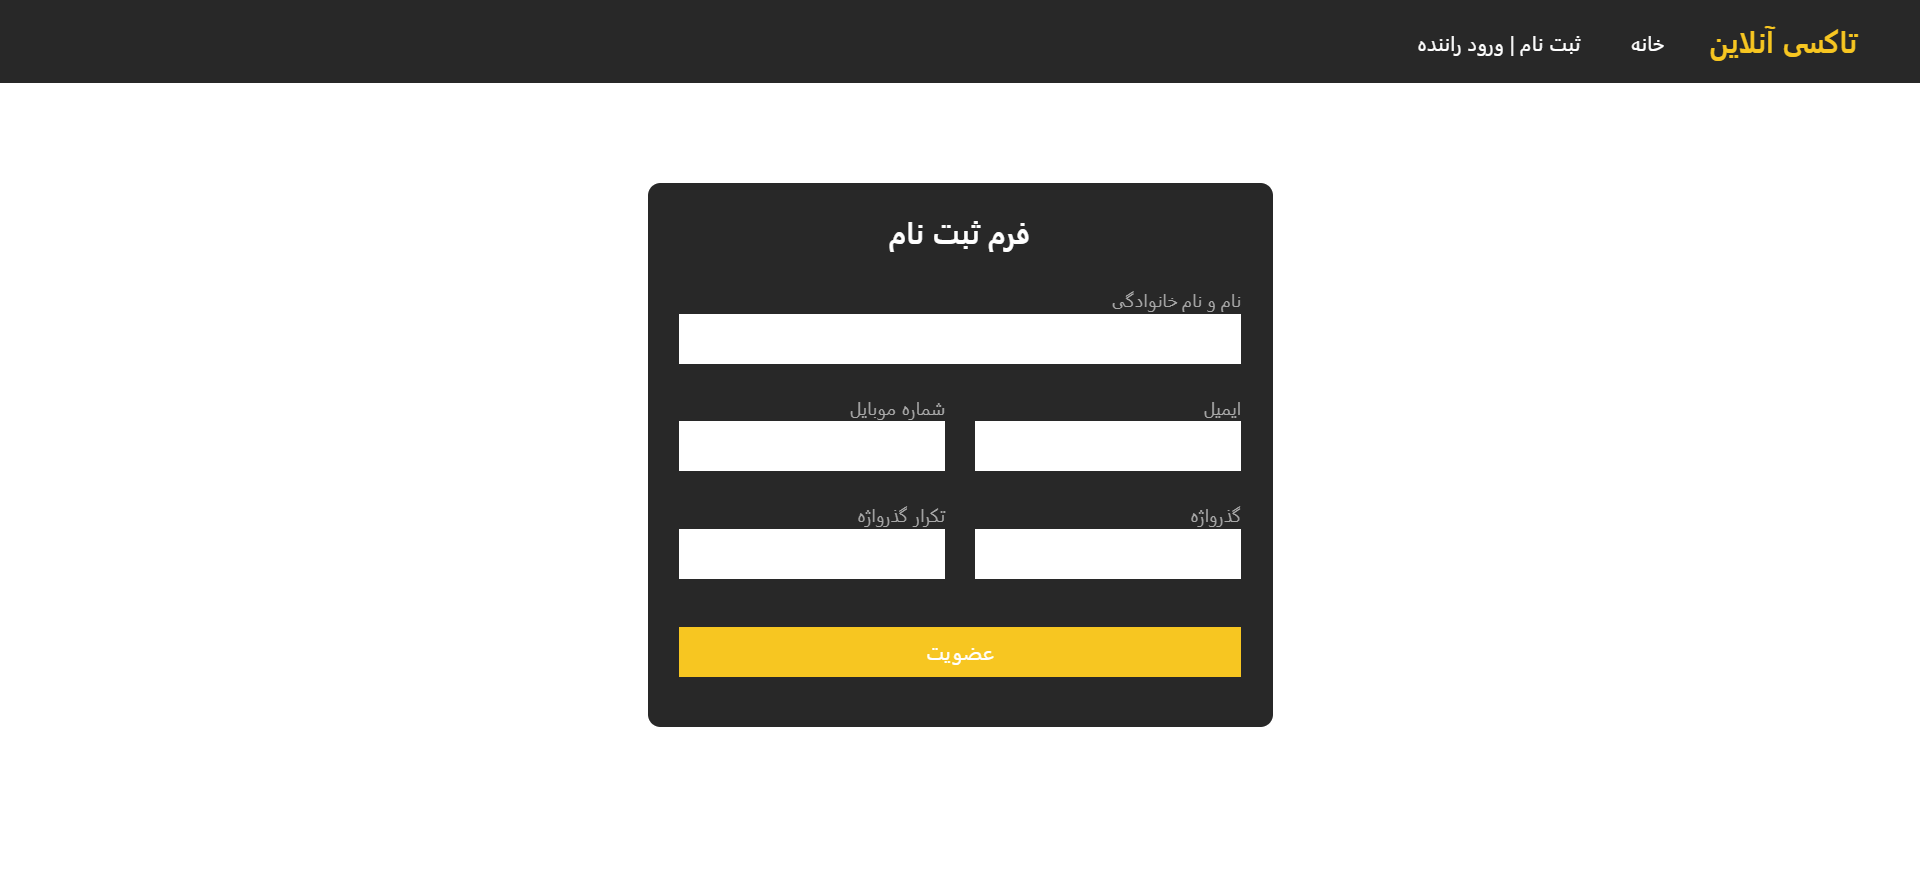 تاکسی آنلاین خانه ثبت نام | ورود راننده
فرم ثبت نام
نام و نام خانوادگی
ایمیل شماره موبایل
گذرواژه تکرار گذرواژه
عضویت